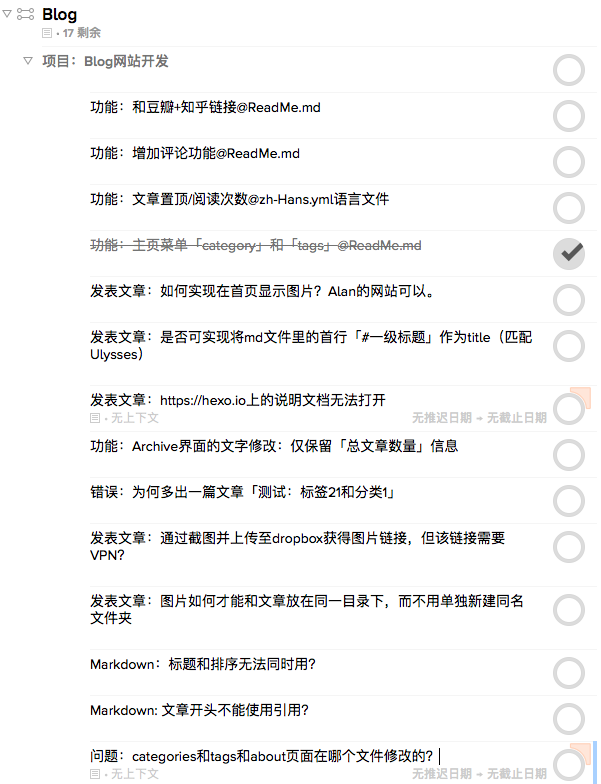 Blog
• 17 剩余
项目：Blog网站开发
功能：和豆瓣+知乎链接@ReadMe.md
功能：增加评论功能@ReadMe.md
功能：文章置顶/阅读次数@zh-Hans.yml语言文件
功能：主页菜单「category」和「tags」@ReadMe.md
发表文章：如何实现在首页显示图片？Alan的网站可以。
发表文章：是否可实现将md文件里的首行「#一级标题」作为title（匹配
Ulysses）
发表文章：https://hexo.io上的说明文档无法打开
• 无上下文 无推迟日期 → 无截止日期
功能：Archive界面的文字修改：仅保留「总文章数量」信息
错误：为何多出一篇文章「测试：标签21和分类1」
发表文章：通过截图并上传至dropbox获得图片链接，但该链接需要
VPN？
发表文章：图片如何才能和文章放在同一目录下，而不用单独新建同名
文件夹
Markdown：标题和排序无法同时用？
Markdown: 文章开头不能使用引用？
问题：categories和tags和about页面在哪个文件修改的？
• 无上下文 无推迟日期 → 无截止日期